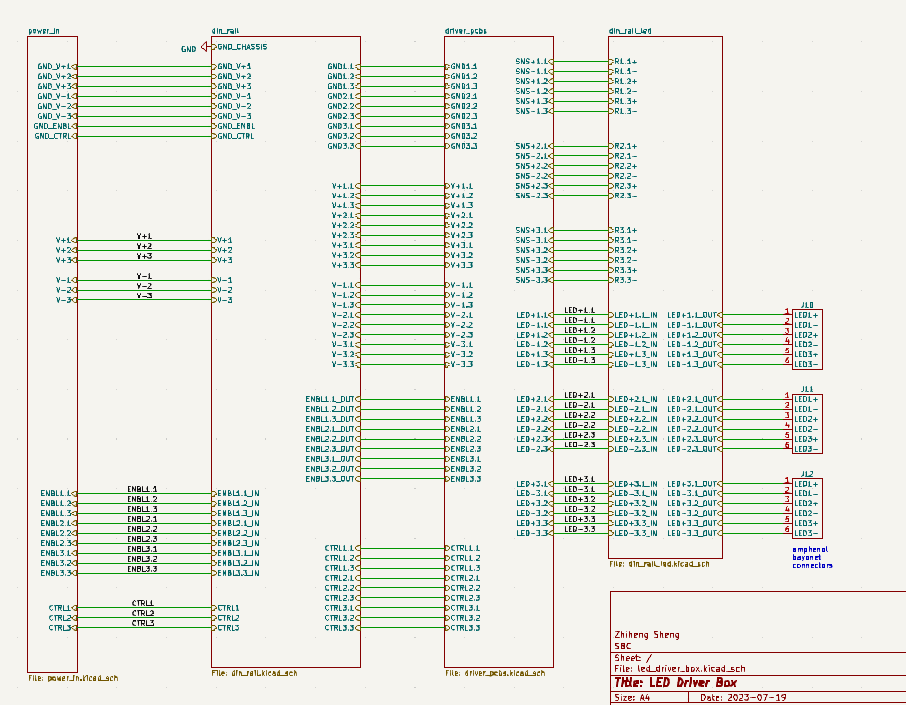 power_in
GND_V+1
GND_V+2
GND_V+3
GND_V-1
GND_V-2
GND_V-3
GND_ENBL
GND_CTRL
V+1
V+2
V+3
V-1
V-2
V-3
ENBL1.1
ENBL1.2
ENBL1.3
ENBL2.1
ENBL2.2
ENBL2.3
ENBL3.1
ENBL3.2
ENBL3.3
CTRL1
CTRL2
CTRL3
File: power_in.kicad_sch
V+1
V+2
V+3
V-1
V-2
V-3
ENBL1.1
ENBL1.2
ENBL1.3
ENBL2.1
ENBL2.2
ENBL2.3
ENBL3.1
ENBL3.2
ENBL3.3
CTRL1
CTRL2
CTRL3
din_rail
GND
GND_CHASSIS
GND_V+1
GND_V+2
GND_V+3
GND_V-1
GND_V-2
GND_V-3
GND_ENBL
GND_CTRL
V+1
V+2
V+3
V-1
V-2
V-3
ENBL1.1_IN
ENBL1.2_IN
ENBL1.3_IN
ENBL2.1_IN
ENBL2.2_IN
ENBL2.3_IN
ENBL3.1_IN
ENBL3.2_IN
ENBL3.3_IN
CTRL1
CTRL2
CTRL3
GND1.1
GND1.2
GND1.3
GND2.1
GND2.2
GND2.3
GND3.1
GND3.2
GND3.3
V+1.1
V+1.2
V+1.3
V+2.1
V+2.2
V+2.3
V+3.1
V+3.2
V+3.3
V-1.1
V-1.2
V-1.3
V-2.1
V-2.2
V-2.3
V-3.1
V-3.2
V-3.3
ENBL1.1_OUT
ENBL1.2_OUT
ENBL1.3_OUT
ENBL2.1_OUT
ENBL2.2_OUT
ENBL2.3_OUT
ENBL3.1_OUT
ENBL3.2_OUT
ENBL3.3_OUT
CTRL1.1
CTRL1.2
CTRL1.3
CTRL2.1
CTRL2.2
CTRL2.3
CTRL3.1
CTRL3.2
CTRL3.3
File: din_rail.kicad_sch
driver_pcbs
GND1.1
GND1.2
GND1.3
GND2.1
GND2.2
GND2.3
GND3.1
GND3.2
GND3.3
V+1.1
V+1.2
V+1.3
V+2.1
V+2.2
V+2.3
V+3.1
V+3.2
V+3.3
V-1.1
V-1.2
V-1.3
V-2.1
V-2.2
V-2.3
V-3.1
V-3.2
V-3.3
ENBL1.1
ENBL1.2
ENBL1.3
ENBL2.1
ENBL2.2
ENBL2.3
ENBL3.1
ENBL3.2
ENBL3.3
CTRL1.1
CTRL1.2
CTRL1.3
CTRL2.1
CTRL2.2
CTRL2.3
CTRL3.1
CTRL3.2
CTRL3.3
SNS+1.1
SNS-1.1
SNS+1.2
SNS-1.2
SNS+1.3
SNS-1.3
SNS+2.1
SNS-2.1
SNS+2.2
SNS-2.2
SNS+2.3
SNS-2.3
SNS+3.1
SNS-3.1
SNS+3.2
SNS-3.2
SNS+3.3
SNS-3.3
LED+1.1
LED-1.1
LED+1.2
LED-1.2
LED+1.3
LED-1.3
LED+2.1
LED-2.1
LED+2.2
LED-2.2
LED+2.3
LED-2.3
LED+3.1
LED-3.1
LED+3.2
LED-3.2
LED+3.3
LED-3.3
File: driver_pcbs.kicad_sch
LED+1.1
LED-1.1
LED+1.2
LED-1.2
LED+1.3
LED-1.3
LED+2.1
LED-2.1
LED+2.2
LED-2.2
LED+2.3
LED-2.3
LED+3.1
LED-3.1
LED+3.2
LED-3.2
LED+3.3
LED-3.3
din_rail_led
R1.1+
R1.1-
R1.2+
R1.2-
R1.3+
R1.3-
R2.1+
R2.1-
R2.2+
R2.2-
R2.3+
R2.3-
R3.1+
R3.1-
R3.2+
R3.2-
R3.3+
R3.3-
LED+1.1_IN LED+1.1_OUT
LED-1.1_IN LED-1.1_OUT
LED+1.2_IN LED+1.2_OUT
LED-1.2_IN LED-1.2_OUT
LED+1.3_IN LED+1.3_OUT
LED-1.3_IN LED-1.3_OUT
LED+2.1_IN LED+2.1_OUT
LED-2.1_IN LED-2.1_OUT
LED+2.2_IN LED+2.2_OUT
LED-2.2_IN LED-2.2_OUT
LED+2.3_IN LED+2.3_OUT
LED-2.3_IN LED-2.3_OUT
LED+3.1_IN LED+3.1_OUT
LED-3.1_IN LED-3.1_OUT
LED+3.2_IN LED+3.2_OUT
LED-3.2_IN LED-3.2_OUT
LED+3.3_IN LED+3.3_OUT
LED-3.3_IN LED-3.3_OUT
File: din_rail_led.kicad_sch
JL0
1 LED1+
2 LED1-
3 LED2+
4 LED2-
5 LED3+
6 LED3-
JL1
1 LED1+
2 LED1-
3 LED2+
4 LED2-
5 LED3+
6 LED3-
JL2
1 LED1+
2 LED1-
3 LED2+
4 LED2-
5 LED3+
6 LED3-
amphenol
bayonet
connectors
Zhiheng Sheng
SBC
Sheet: /
File: led_driver_box.kicad_sch
Title: LED Driver Box
Size: A4 Date: 2023-07-19